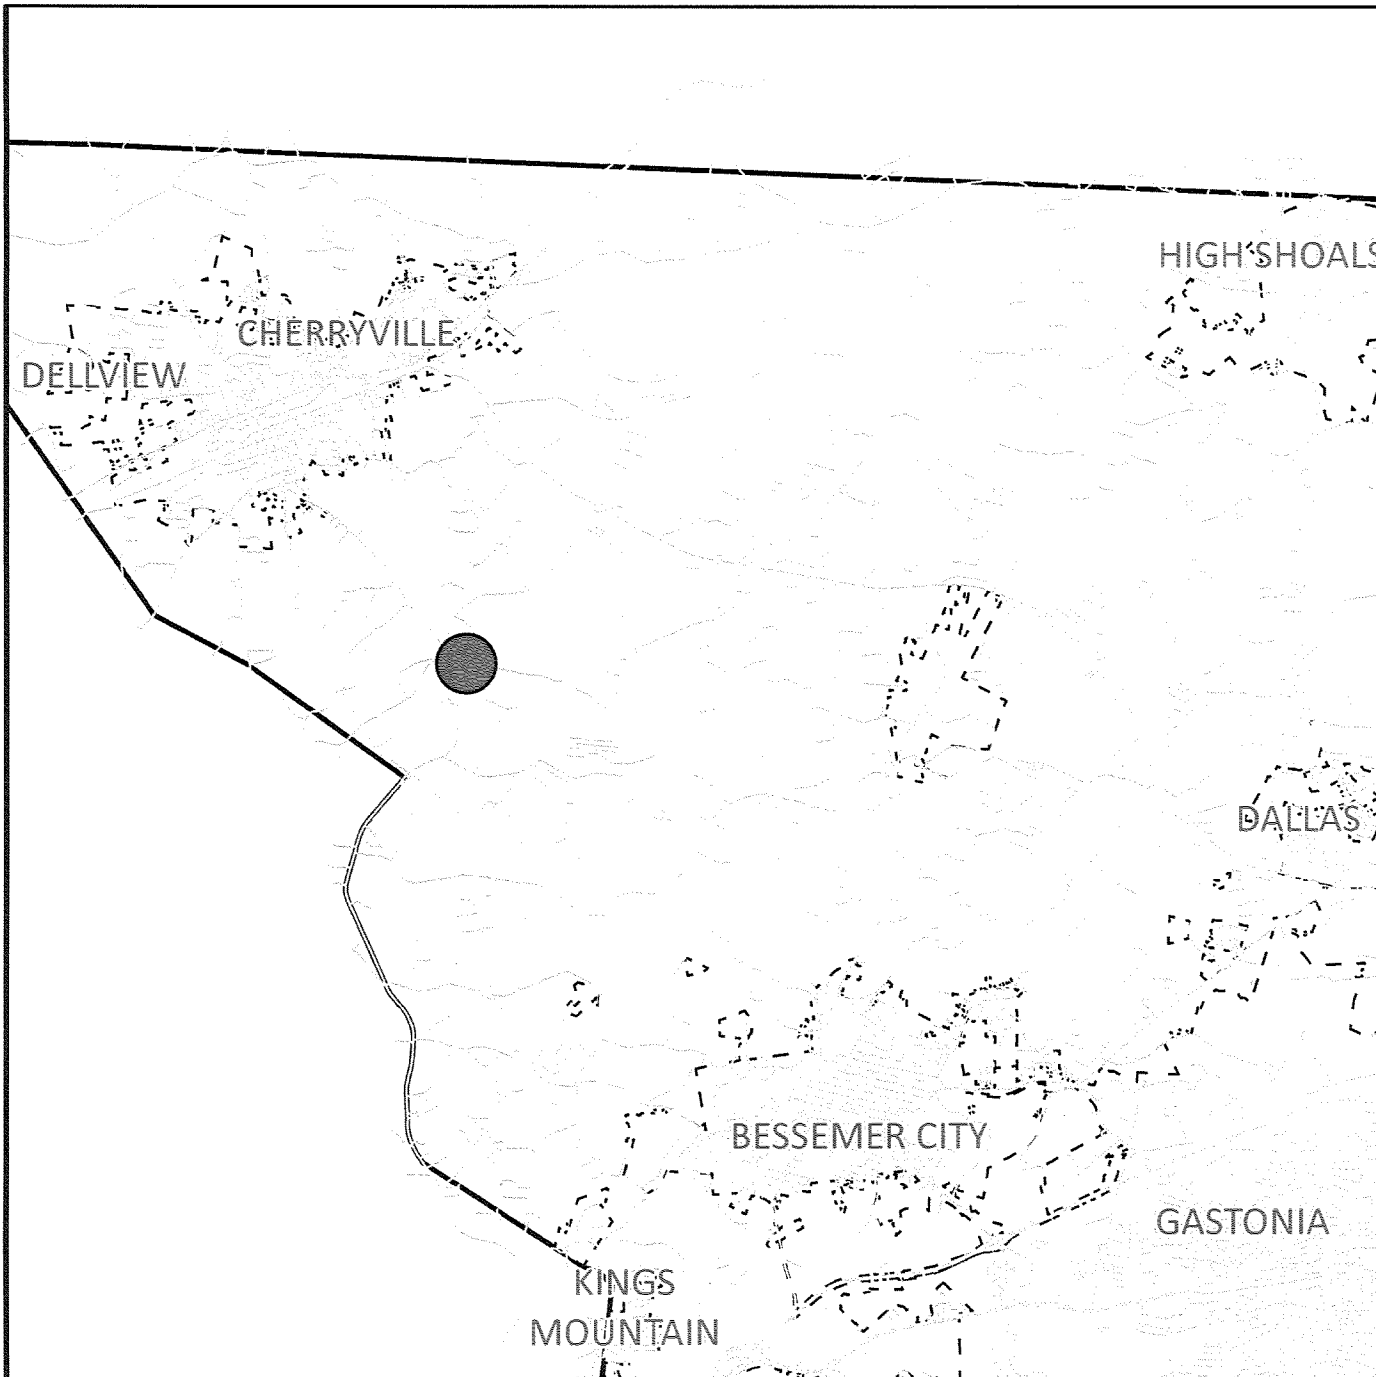 HIGH SHOALS
CHERRYVILLE
DELLVIEW
DALLAS
BESSEMER CITY
GASTONIA
KINGS
MOUNTAIN